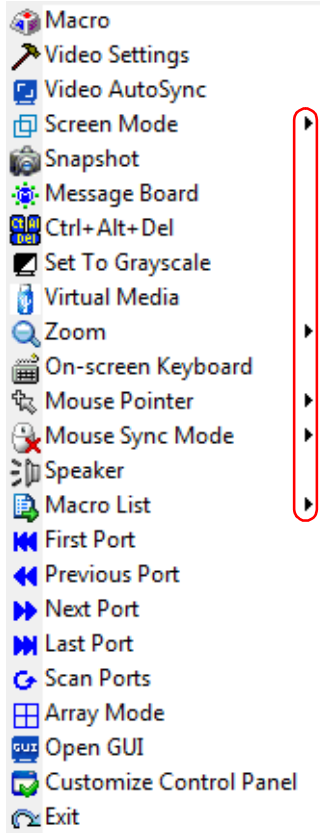 Macro
Video Settings
Video AutoSync
Screen Mode
Snapshot
Message Board
Ctrl+Alt+Del
Set To Grayscale
Virtual Media
Zoom
On-screen Keyboard
Mouse Pointer
Mouse Sync Mode
Speaker
Macro List
First Port
Previous Port
Next Port
Last Port
Scan Ports
Array Mode
GUI Open GUI
Customize Control Panel
Exit